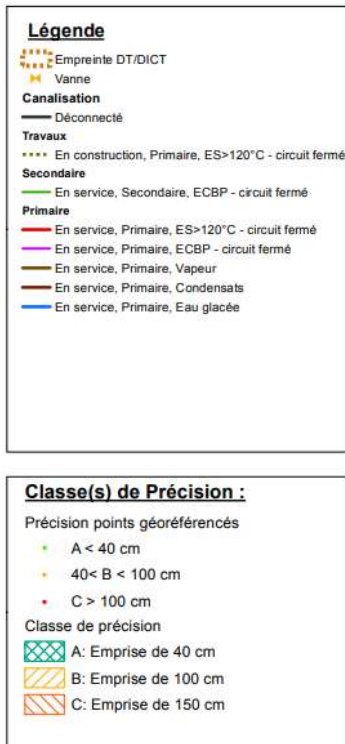 Légende
Empreinte DT/DICT
Vanne
Canalisation
Déconnecté
Travaux
En construction, Primaire, ES>120°C - circuit fermé
Secondaire
En service, Secondaire, ECBP - circuit fermé
Primaire
En service, Primaire, ES>120°C - circuit fermé
En service, Primaire, ECBP - circuit fermé
En service, Primaire, Vapeur
En service, Primaire, Condensats
En service, Primaire, Eau glacée
Classe(s) de Précision :
Précision points géoréférencés
A < 40 cm
40< B < 100 cm
C > 100 cm
Classe de précision
A: Emprise de 40 cm
B: Emprise de 100 cm
C: Emprise de 150 cm